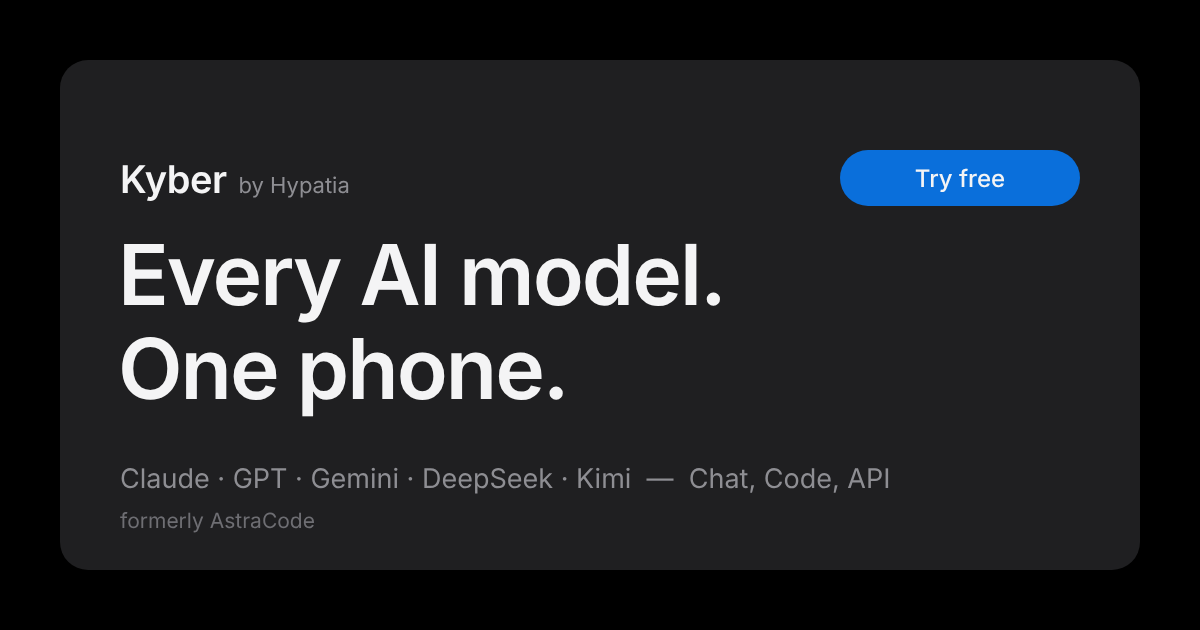 Kyber by Hypatia
Try free
Every AI model.
One phone.
Claude · GPT · Gemini · DeepSeek · Kimi — Chat, Code, API
formerly AstraCode